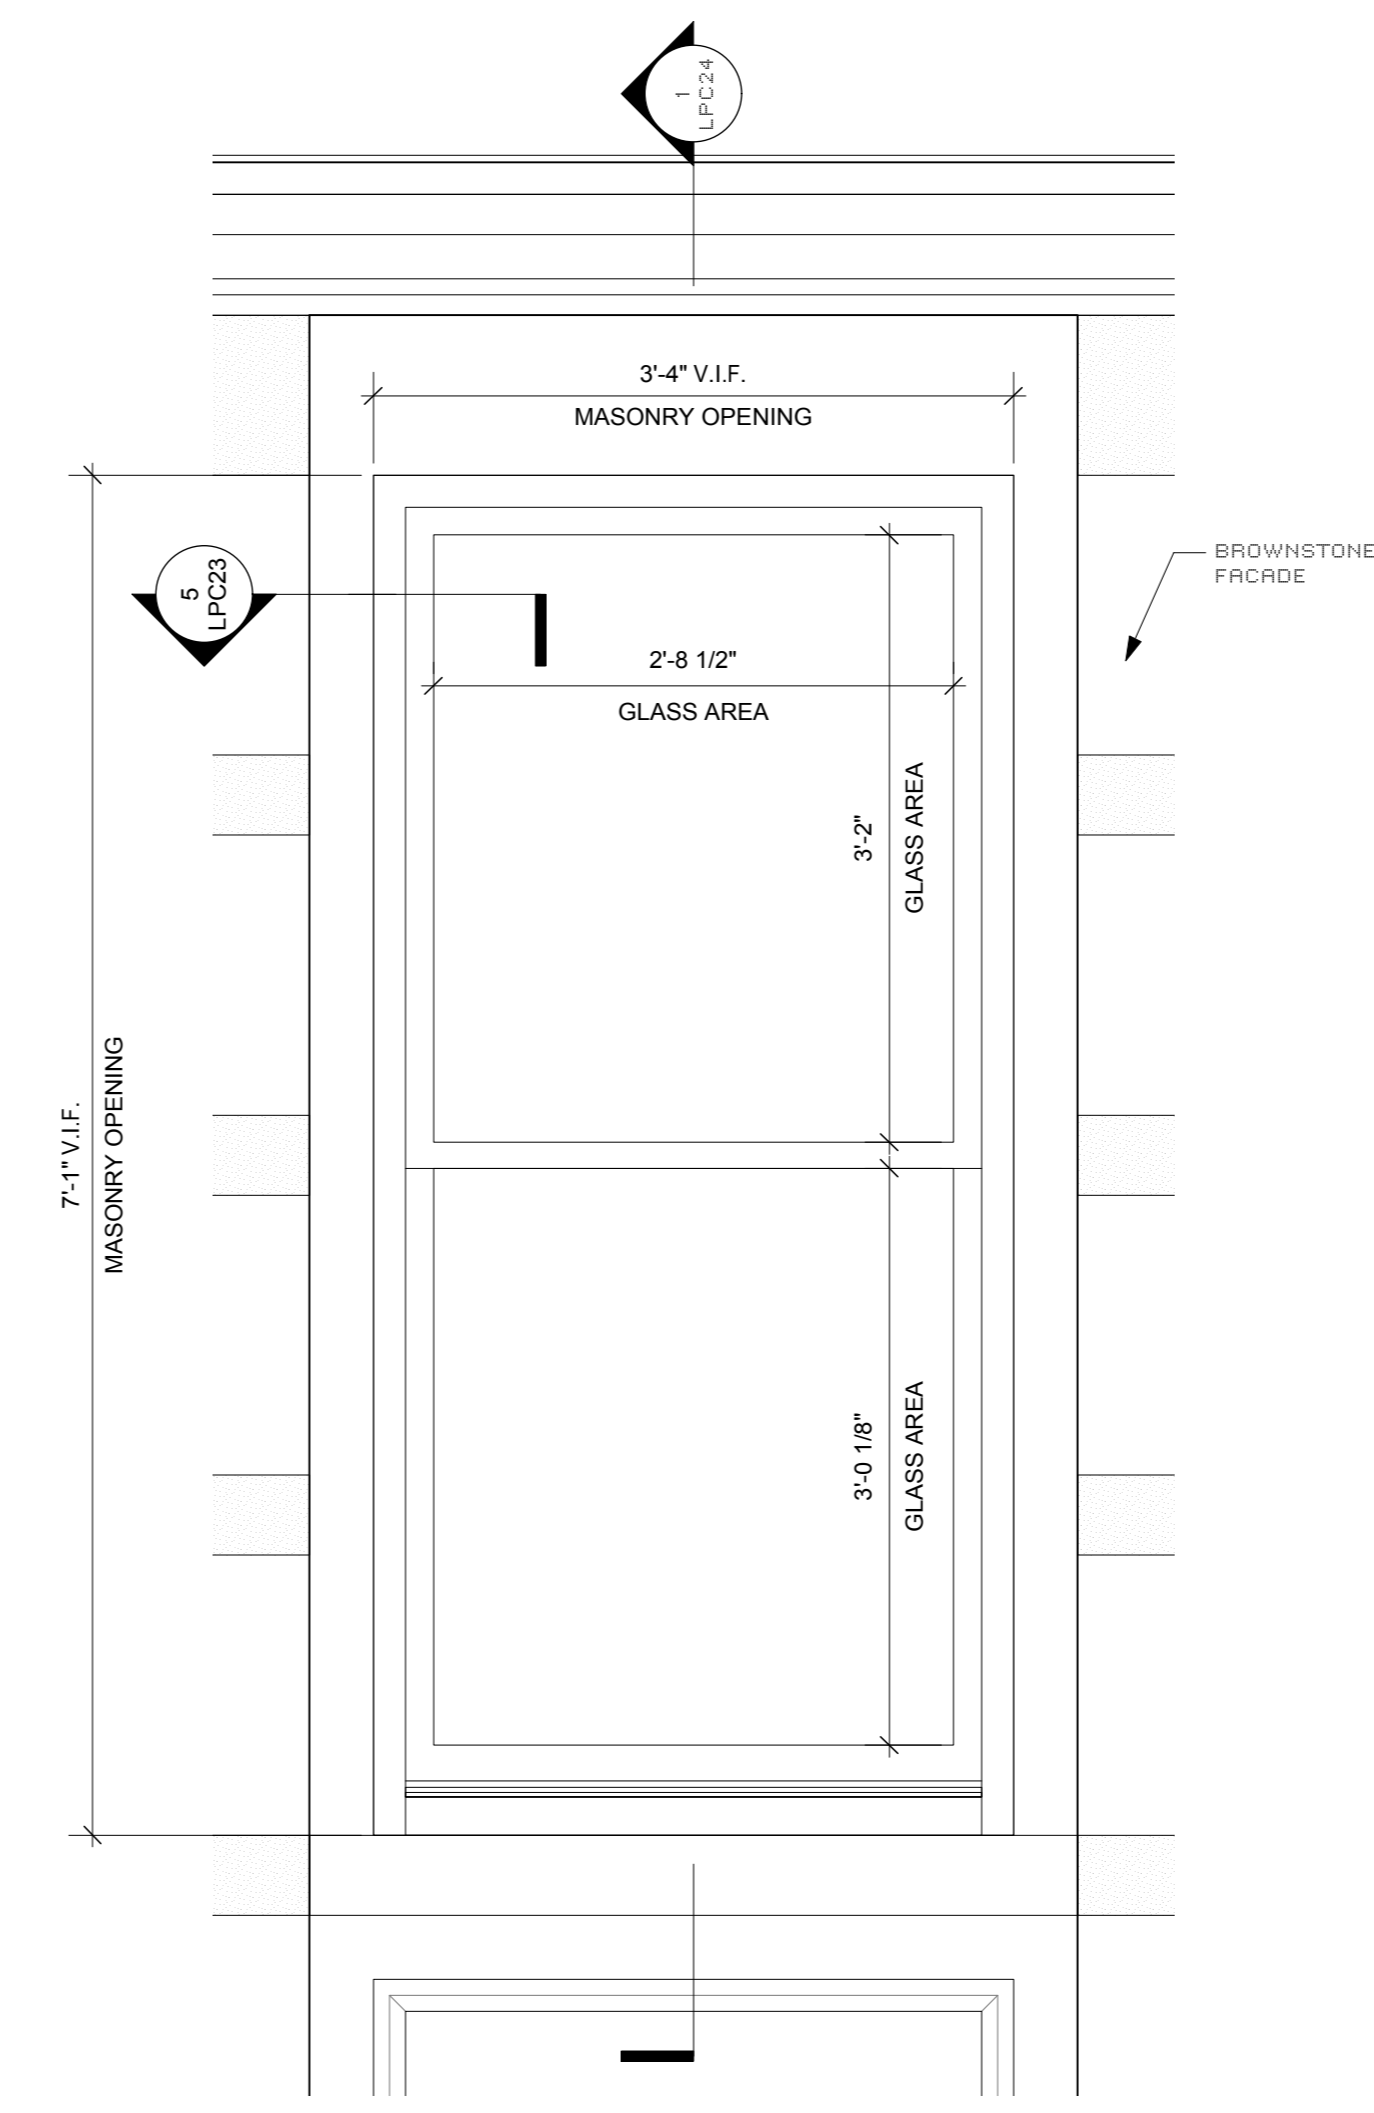 1
LPC24
3'-4" V.I.F.
MASONRY OPENING
BROWNSTONE
FACADE
5
LPC23
2'-8 1/2"
GLASS AREA
3'-2"
GLASS AREA
7'-1" V.I.F.
MASONRY OPENING
3'-0 1/8"
GLASS AREA